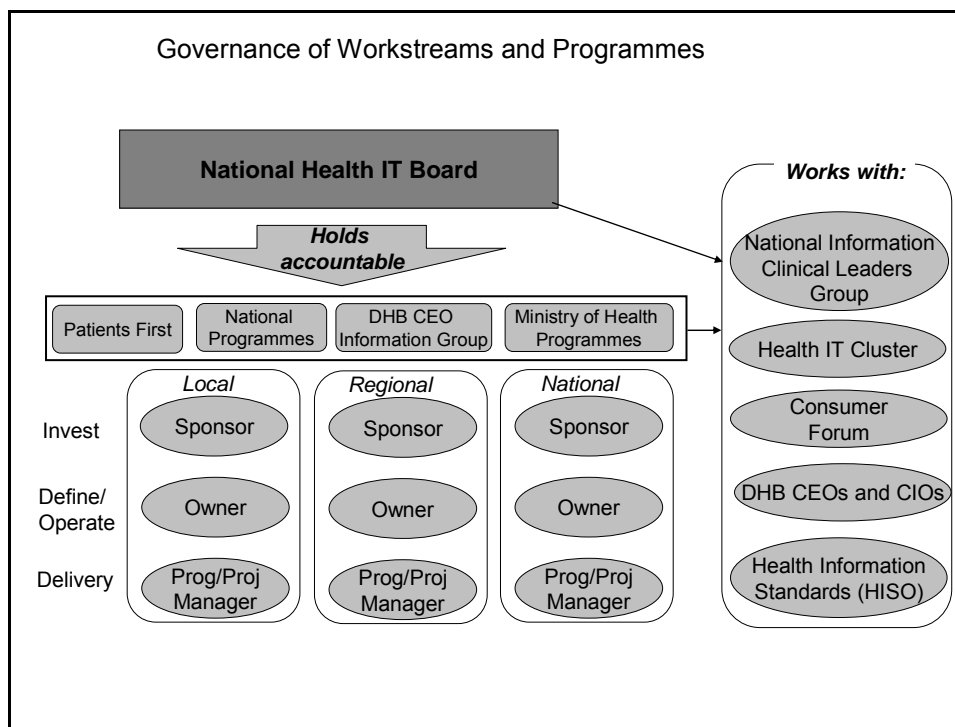 Governance of Workstreams and Programmes
National Health IT Board
Works with:
Holds
accountable
National Information
Clinical Leaders
Group
Patients First
National
Programmes
DHB CEO
Information Group
Ministry of Health
Programmes
Health IT Cluster
Local
Regional
National
Invest
Sponsor
Sponsor
Sponsor
Consumer
Forum
Define/
Operate
Owner
Owner
Owner
DHB CEOs and CIOs
Delivery
Prog/Proj
Manager
Prog/Proj
Manager
Prog/Proj
Manager
Health Information
Standards (HISO)